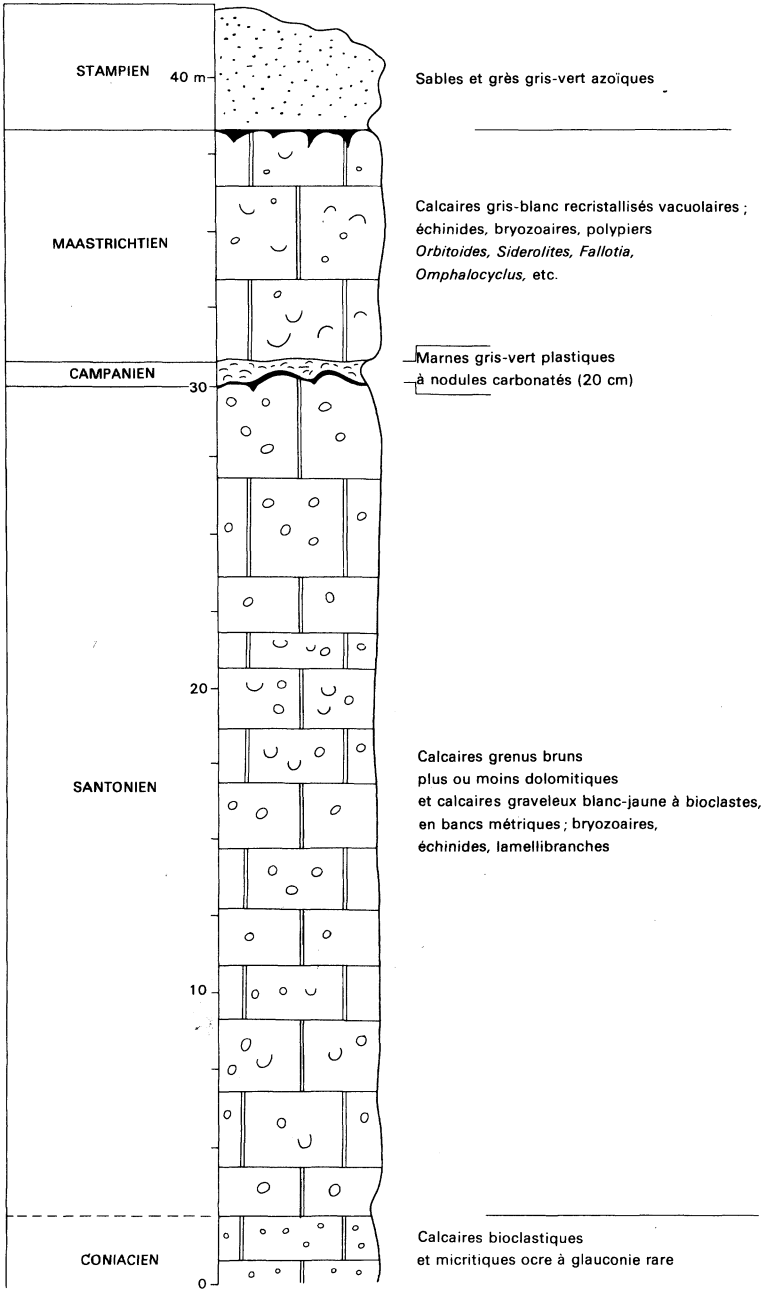 STAMPIEN
40 m
Sables et grès gris-vert azoïques
MAASTRICHTIEN
Calcaires gris-blanc recristallisés vacuolaires ;
échinides, bryozoaires, polypiers
Orbitoides, Siderolites, Fallotia,
Omphalocyclus, etc.
CAMPANIEN
Marnes gris-vert plastiques
à nodules carbonatés (20 cm)
30
20
SANTONIEN
Calcaires grenus bruns
plus ou moins dolomitiques
et calcaires graveleux blanc-jaune à bioclastes,
en bancs métriques ; bryozoaires,
échinides, lamellibranches
10
CONIACIEN
Calcaires bioclastiques
et micritiques ocre à glauconie rare
0